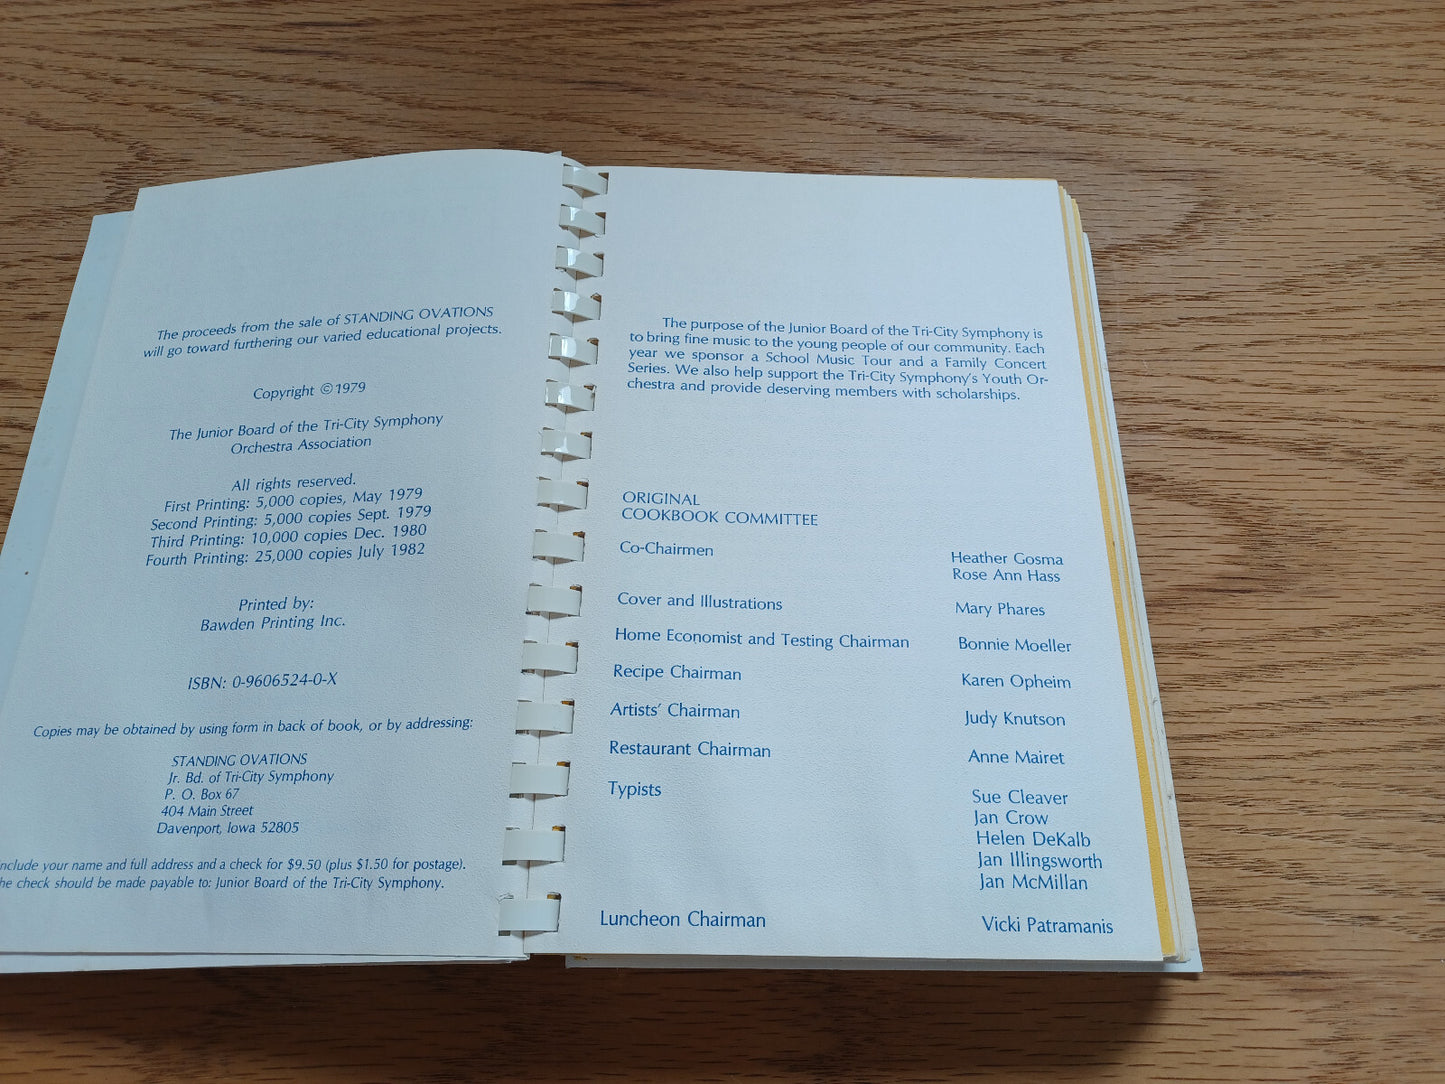 The proceeds from the sale of STANDING OVATIONS
will go toward furthering our varied educational projects.
Copyright ©1979
The Junior Board of the Tri-City Symphony
Orchestra Association
All rights reserved.
First Printing: 5,000 copies, May 1979
Second Printing: 5,000 copies Sept. 1979
Third Printing: 10,000 copies Dec. 1980
Fourth Printing: 25,000 copies July 1982
Printed by:
Bawden Printing Inc.
ISBN: 0-9606524-0-X
Copies may be obtained by using form in back of book, or by addressing:
STANDING OVATIONS
Jr. Bd. of Tri-City Symphony
P. O. Box 67
404 Main Street
Davenport, Iowa 52805
include your name and full address and a check for $9.50 (plus $1.50 for postage).
he check should be made payable to: Junior Board of the Tri-City Symphony.
The purpose of the Junior Board of the Tri-City Symphony is
to bring fine music to the young people of our community. Each
year we sponsor a School Music Tour and a Family Concert
Series. We also help support the Tri-City Symphony's Youth Or-
chestra and provide deserving members with scholarships.
ORIGINAL
COOKBOOK COMMITTEE
Co-Chairmen Heather Gosma
Rose Ann Hass
Cover and Illustrations Mary Phares
Home Economist and Testing Chairman Bonnie Moeller
Recipe Chairman Karen Opheim
Artists' Chairman Judy Knutson
Restaurant Chairman Anne Mairet
Typists Sue Cleaver
Jan Crow
Helen DeKalb
Jan Illingsworth
Jan McMillan
Luncheon Chairman Vicki Patramanis